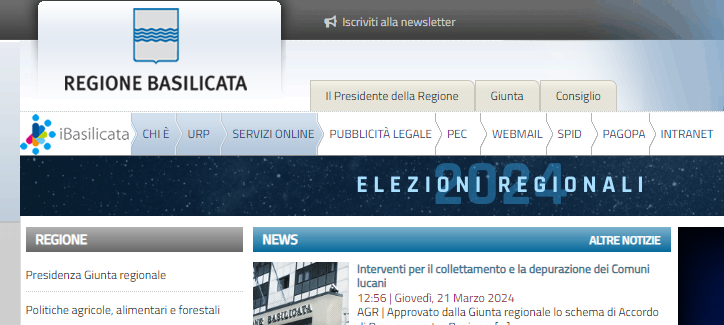 Iscriviti alla newsletter
REGIONE BASILICATA
Il Presidente della Regione Giunta Consiglio
iBasilicata CHI È URP SERVIZI ONLINE PUBBLICITÀ LEGALE PEC WEBMAIL SPID PAGOPA INTRANET
2024
ELEZIONI REGIONALI
REGIONE
NEWS ALTRE NOTIZIE
Presidenza Giunta regionale
Politiche agricole, alimentari e forestali
Interventi per il collettamento e la depurazione dei Comuni
lucani
12:56 | Giovedì, 21 Marzo 2024
AGR | Approvato dalla Giunta regionale lo schema di Accordo